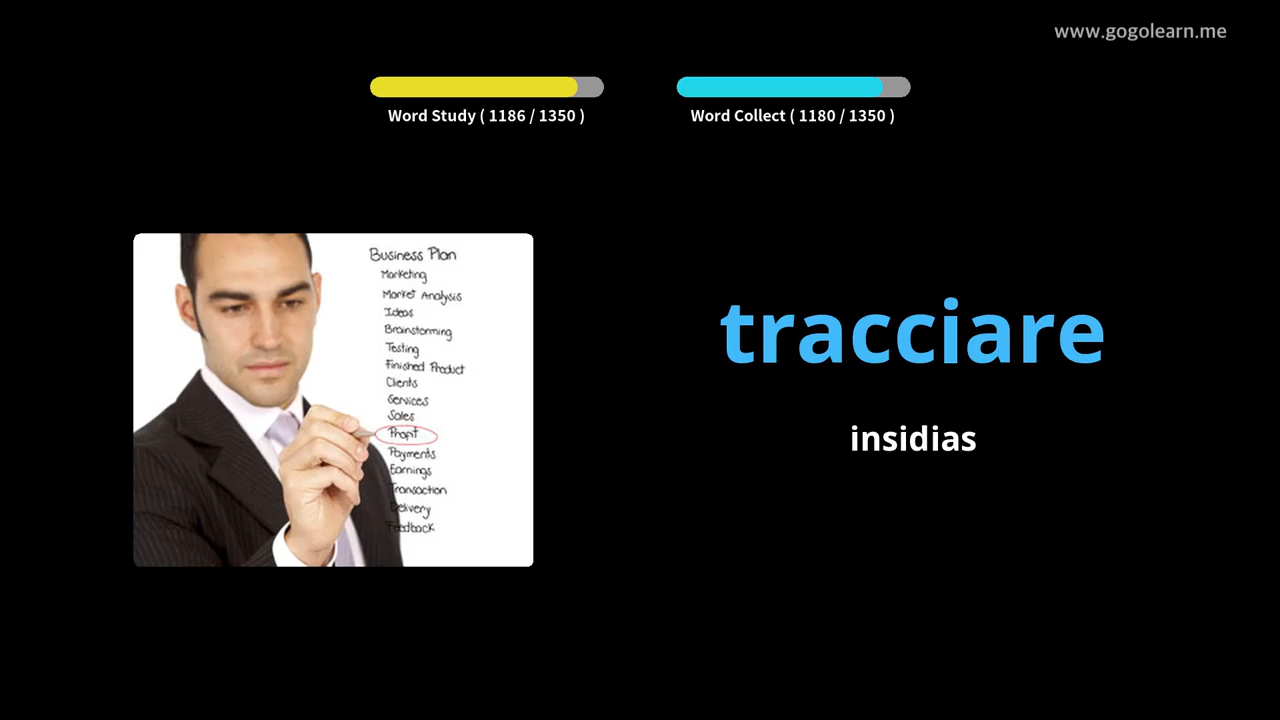 www.gogolearn.me
Word Study ( 1186 / 1350 )
Word Collect ( 1180 / 1350 )
Business Plan
Marketing
Market Analysis
Ideas
Brainstorming
Testing
Finished Product
Clients
Services
Sales
Profit
Payments
Earnings
Transaction
Delivery
Feedback
tracciare
insidias